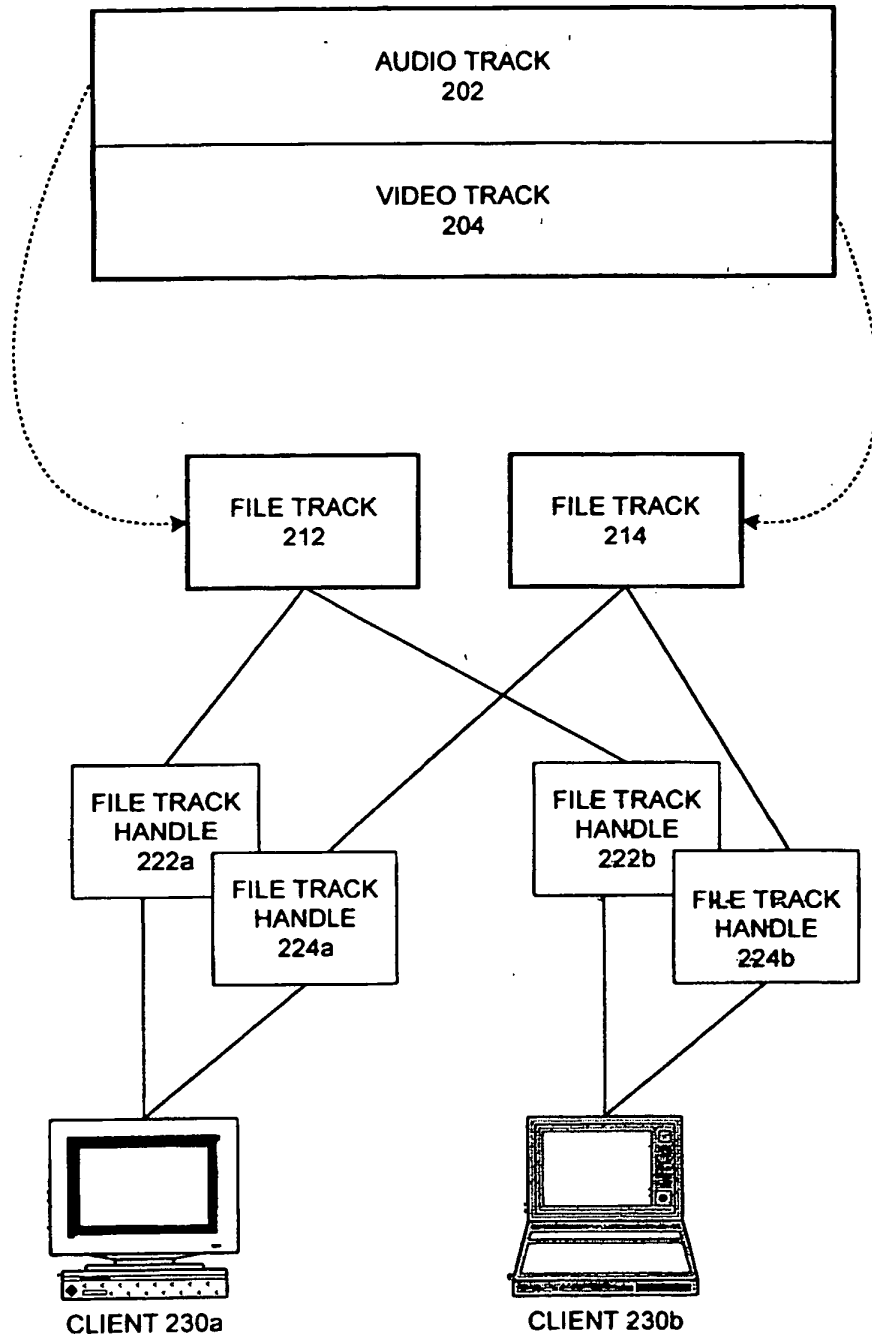 AUDIO TRACK
202
VIDEO TRACK
204
FILE TRACK
212
FILE TRACK
214
FILE TRACK
HANDLE
222a
FILE TRACK
HANDLE
224a
FILE TRACK
HANDLE
222b
FILE TRACK
HANDLE
224b
CLIENT 230a
CLIENT 230b